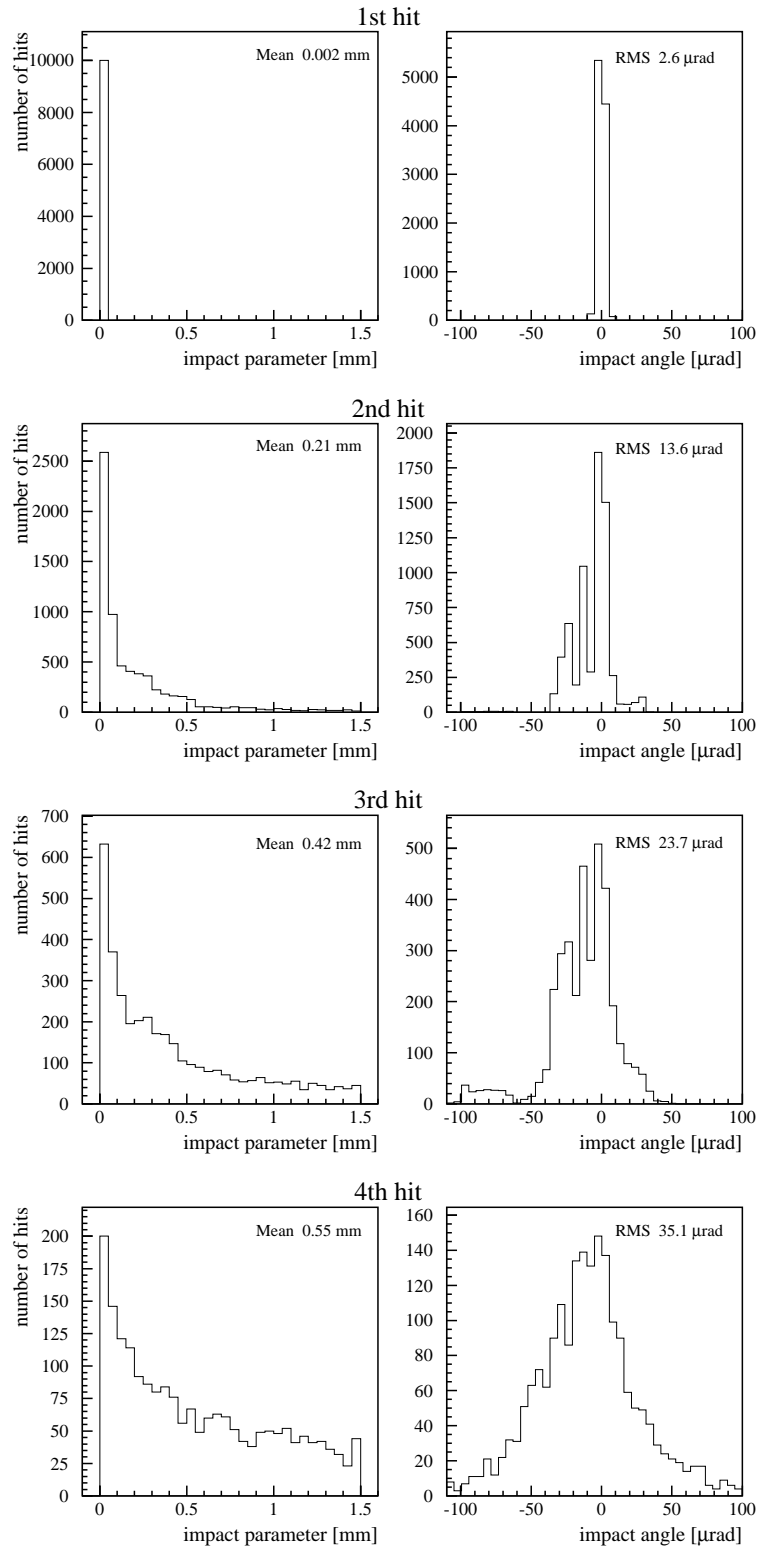 1st hit
number of hits
Mean 0.002 mm
10000
8000
6000
4000
2000
0
0 0.5 1 1.5
impact parameter [mm]
RMS 2.6 μrad
5000
4000
3000
2000
1000
0
-100 -50 0 50 100
impact angle [μrad]
2nd hit
number of hits
Mean 0.21 mm
2500
2000
1500
1000
500
0
0 0.5 1 1.5
impact parameter [mm]
RMS 13.6 μrad
2000
1750
1500
1250
1000
750
500
250
0
-100 -50 0 50 100
impact angle [μrad]
3rd hit
number of hits
Mean 0.42 mm
700
600
500
400
300
200
100
0
0 0.5 1 1.5
impact parameter [mm]
RMS 23.7 μrad
500
400
300
200
100
0
-100 -50 0 50 100
impact angle [μrad]
4th hit
number of hits
Mean 0.55 mm
200
175
150
125
100
75
50
25
0
0 0.5 1 1.5
impact parameter [mm]
RMS 35.1 μrad
160
140
120
100
80
60
40
20
0
-100 -50 0 50 100
impact angle [μrad]